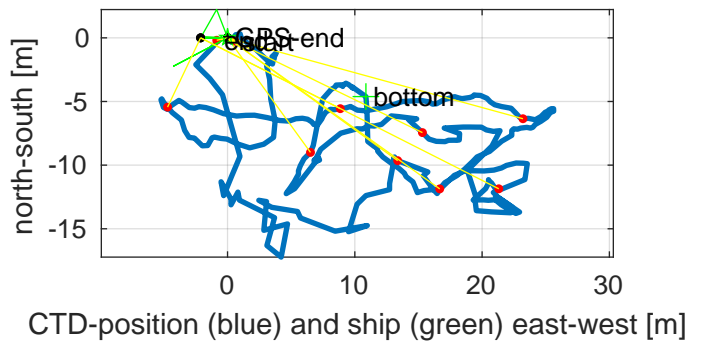 0
-5
-10
-15
north-south [m]
GPS-end
end
start
bottom
0
10
20
30
CTD-position (blue) and ship (green) east-west [m]